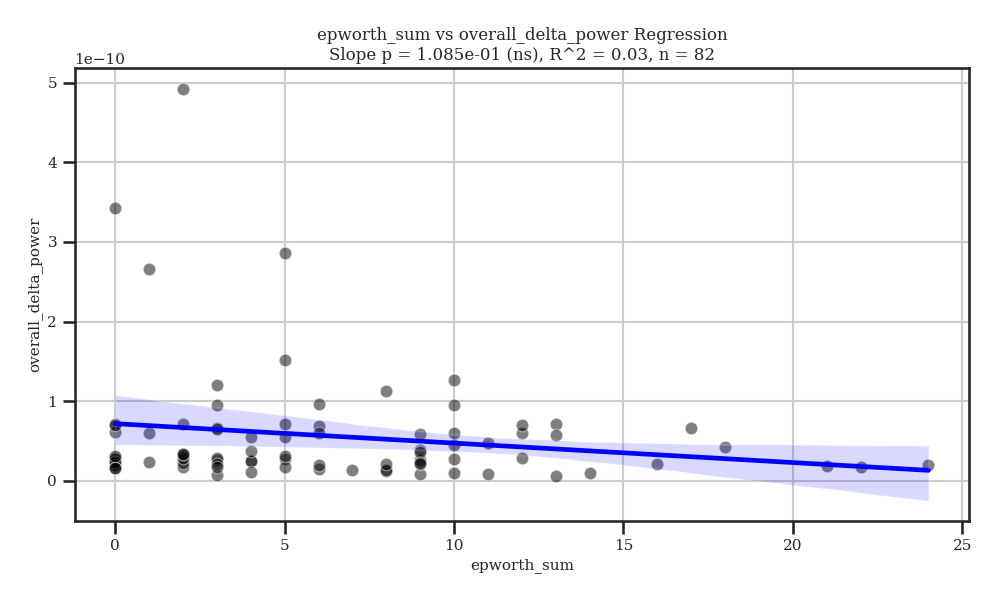 epworth_sum vs overall_delta_power Regression
Slope p = 1.085e-01 (ns), R^2 = 0.03, n = 82
1e−10
5
4
3
2
1
0
overall_delta_power
0 5 10 15 20 25
epworth_sum